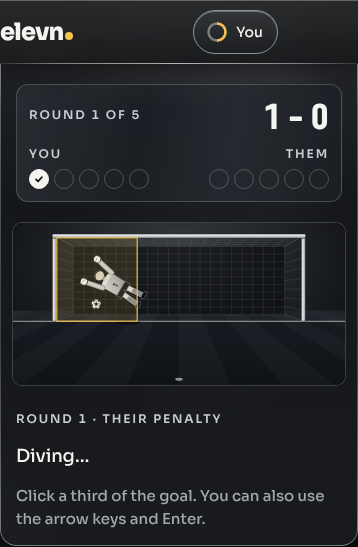 elevn.
You
ROUND 1 OF 5
1 - 0
YOU
THEM
ROUND 1 · THEIR PENALTY
Diving...
Click a third of the goal. You can also use
the arrow keys and Enter.